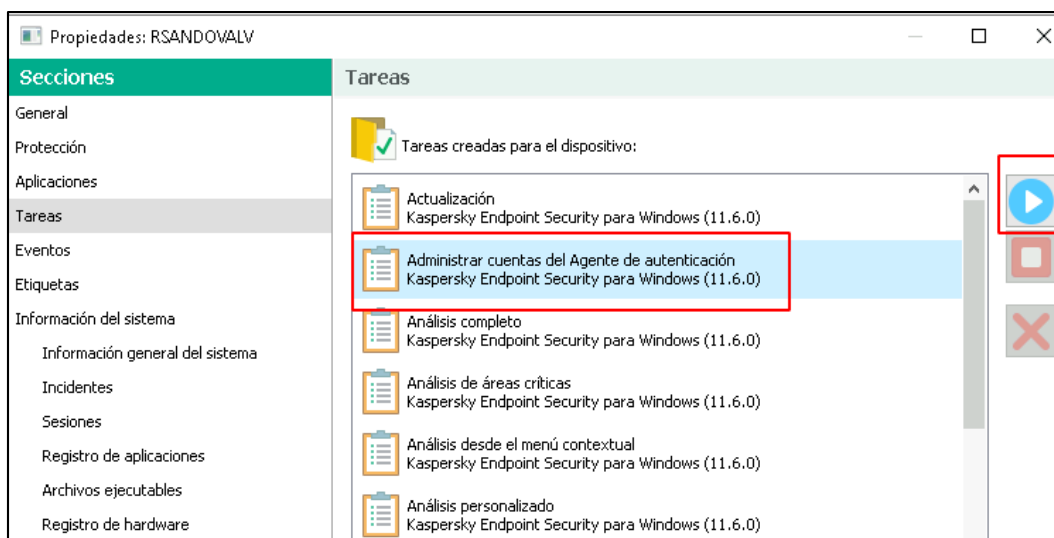 Propiedades: RSANDOVALV
Secciones
General
Protección
Aplicaciones
Tareas
Eventos
Etiquetas
Información del sistema
Información general del sistema
Incidentes
Sesiones
Registro de aplicaciones
Archivos ejecutables
Registro de hardware
Tareas
Tareas creadas para el dispositivo:
Actualización
Kaspersky Endpoint Security para Windows (11.6.0)
Administrar cuentas del Agente de autenticación
Kaspersky Endpoint Security para Windows (11.6.0)
Análisis completo
Kaspersky Endpoint Security para Windows (11.6.0)
Análisis de áreas críticas
Kaspersky Endpoint Security para Windows (11.6.0)
Análisis desde el menú contextual
Kaspersky Endpoint Security para Windows (11.6.0)
Análisis personalizado
Kaspersky Endpoint Security para Windows (11.6.0)